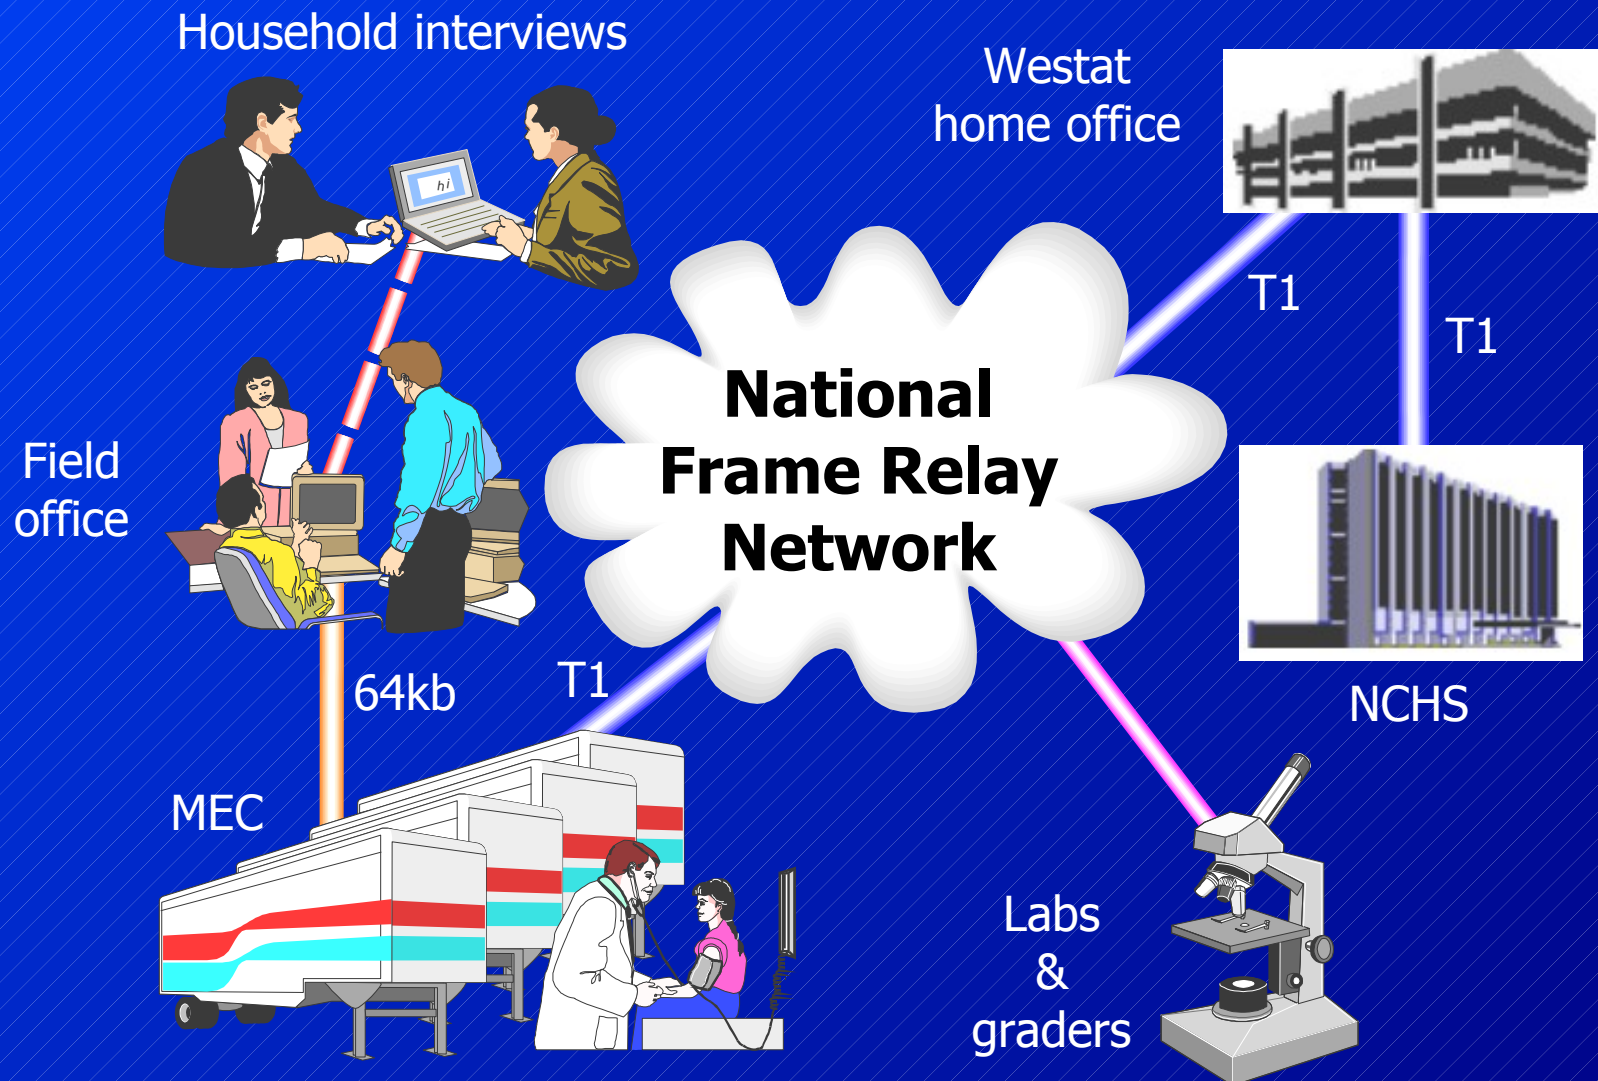 Household interviews
Westat
home office
hi
T1
T1
National
Frame Relay
Network
Field
office
64kb
T1
NCHS
MEC
Labs
&
graders